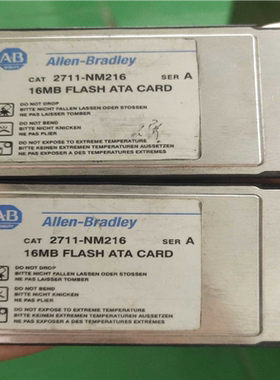 AB
Allen-Bradley
CAT 2711-NM216 SER A
16MB FLASH ATA CARD
DO NOT DROP
BITTE NICHT FALLEN LASSEN ODER STOSSEN
NE PAS LAISSER TOMBER
DO NOT BEND
BITTE NICHT KNICKEN
NE PAS PLIER
DO NOT EXPOSE TO EXTREME TEMPERATURES
BITTE KEINEN EXTREMEN TEMPERATUREN AUSSETZEN
NE PAS EXPOSER A DES TEMPERATURES EXTREMES
AB
Allen-Bradley
CAT 2711-NM216 SER A
16MB FLASH ATA CARD
DO NOT DROP
BITTE NICHT FALLEN LASSEN ODER STOSSEN
NE PAS LAISSER TOMBER
DO NOT BEND
BITTE NICHT KNICKEN
NE PAS PLIER
DO NOT EXPOSE TO EXTREME TEMPERATURES
BITTE KEINEN EXTREMEN TEMPERATUREN AUSSETZEN
NE PAS EXPOSER A DES TEMPERATURES EXTREMES